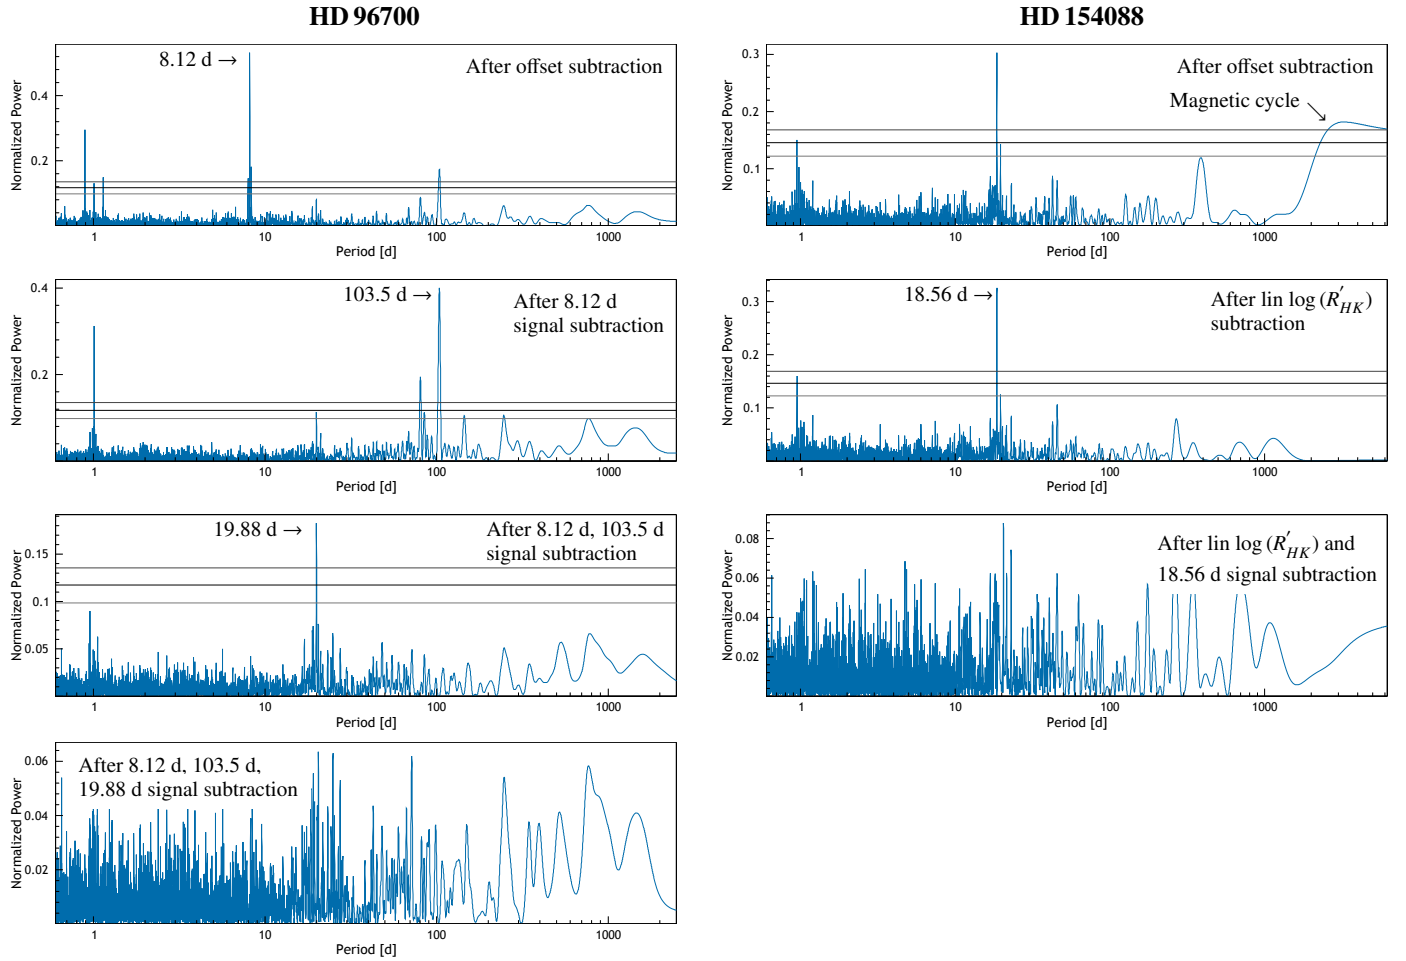 HD 96700
8.12 d →
After offset subtraction
Normalized Power
0.4
0.2
1
10
100
1000
Period [d]
103.5 d →
After 8.12 d
signal subtraction
Normalized Power
0.4
0.2
1
10
100
1000
Period [d]
19.88 d →
After 8.12 d, 103.5 d
signal subtraction
Normalized Power
0.15
0.1
0.05
1
10
100
1000
Period [d]
After 8.12 d, 103.5 d,
19.88 d signal subtraction
Normalized Power
0.06
0.04
0.02
1
10
100
1000
Period [d]
HD 154088
After offset subtraction
Magnetic cycle
Normalized Power
0.3
0.2
0.1
1
10
100
1000
Period [d]
18.56 d →
After lin log (R′HK)
subtraction
Normalized Power
0.3
0.2
0.1
1
10
100
1000
Period [d]
After lin log (R′HK) and
18.56 d signal subtraction
Normalized Power
0.08
0.06
0.04
0.02
1
10
100
1000
Period [d]